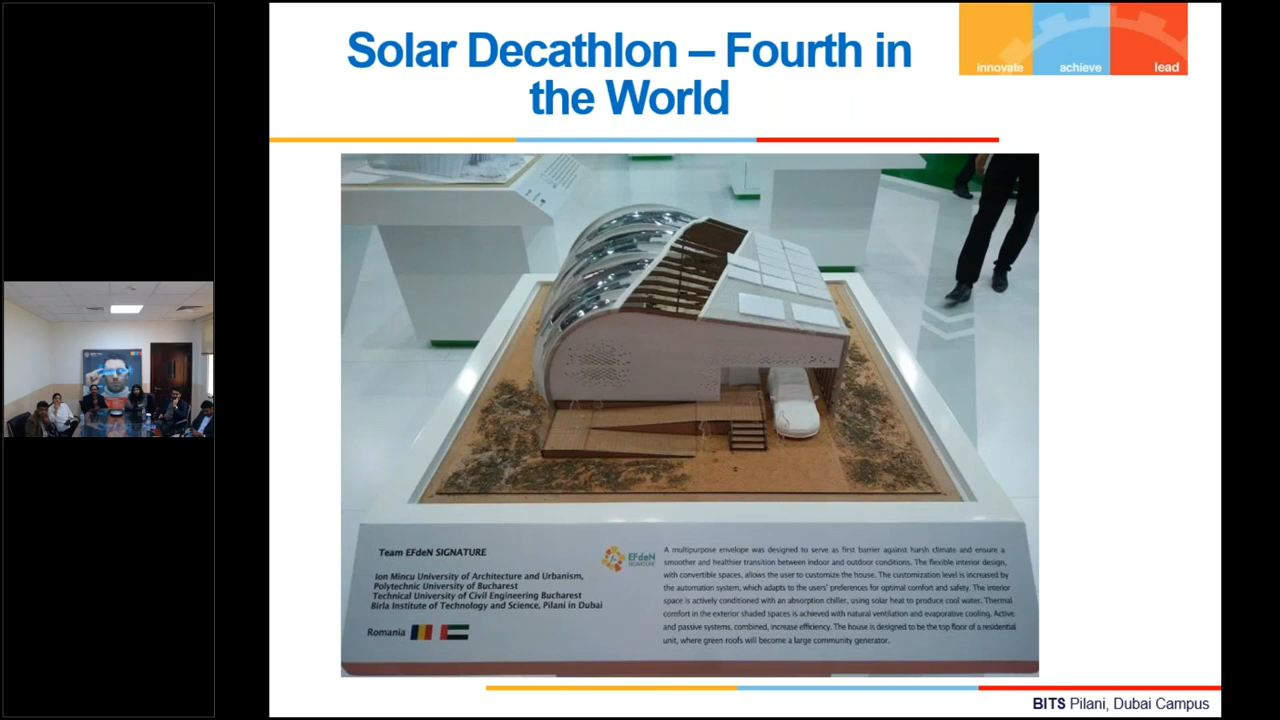 Solar Decathlon – Fourth in
the World
innovate achieve lead
Team EFdeN SIGNATURE
Ion Mincu University of Architecture and Urbanism,
Polytechnic University of Bucharest
Technical University of Civil Engineering Bucharest
Birla Institute of Technology and Science, Pilani in Dubai
Romania
EFdeN
SIGNATURE
A multipurpose envelope was designed to serve as first barrier against harsh climate and ensure a
smoother and healthier transition between indoor and outdoor conditions. The flexible interior design,
with convertible spaces, allows the user to customize the house. The customization level is increased by
the automation system, which adapts to the users' preferences for optimal comfort and safety. The interior
space is actively conditioned with an absorption chiller, using solar heat to produce cool water. Thermal
comfort in the exterior shaded spaces is achieved with natural ventilation and evaporative cooling. Active
and passive systems, combined, increase efficiency. The house is designed to be the top floor of a residential
unit, where green roofs will become a large community generator.
BITS Pilani, Dubai Campus